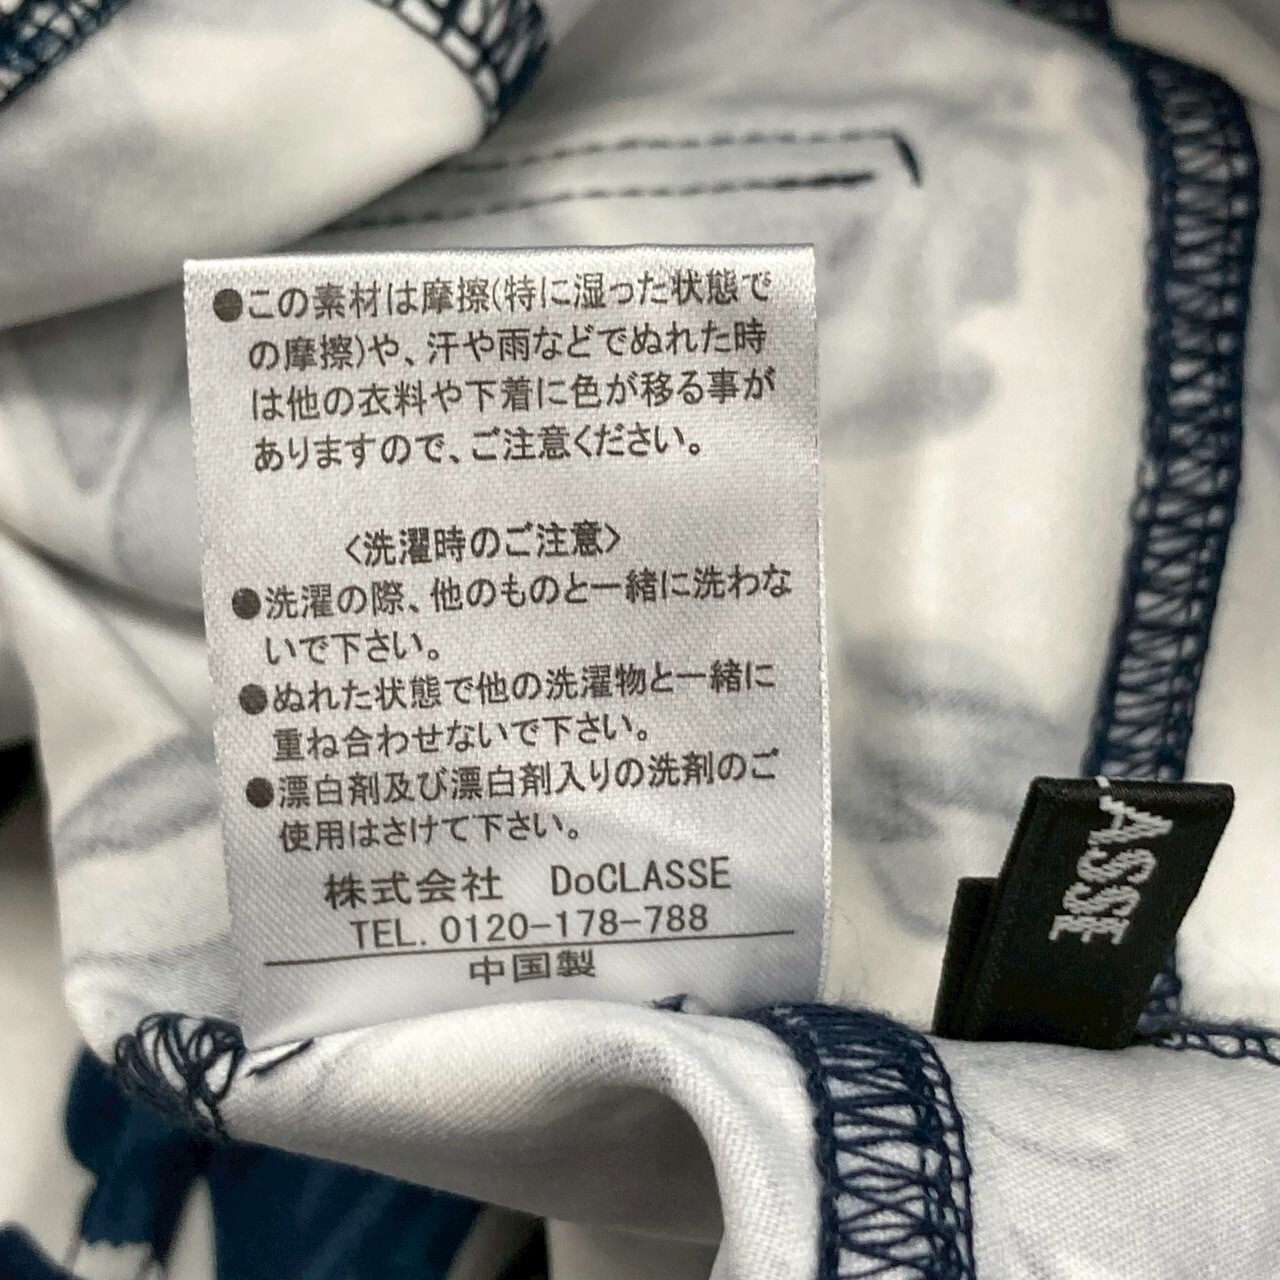 ●この素材は摩擦(特に湿った状態で
の摩擦)や、汗や雨などでぬれた時
は他の衣料や下着に色が移る事が
ありますので、ご注意ください。
〈洗濯時のご注意〉
●洗濯の際、他のものと一緒に洗わな
いで下さい。
●ぬれた状態で他の洗濯物と一緒に
重ね合わせないで下さい。
●漂白剤及び漂白剤入りの洗剤のご
使用はさけて下さい。
株式会社 DoCLASSE
TEL. 0120-178-788
中国製
ASSE